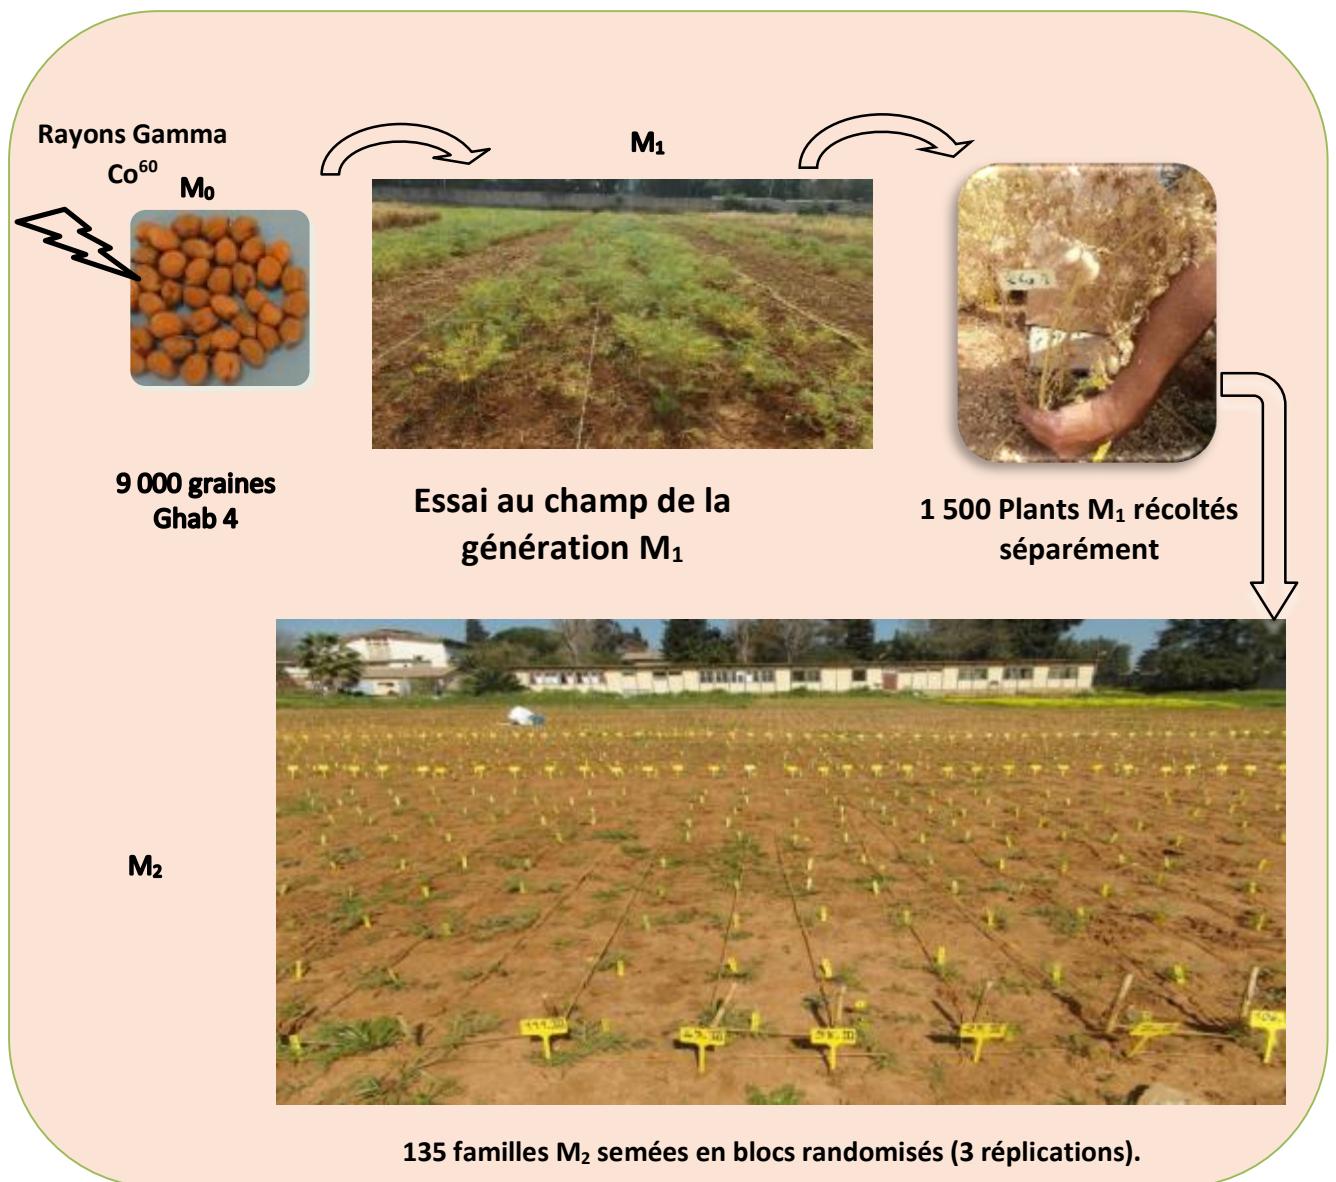 Rayons Gamma
Co⁶⁰
M₀
M₁
9 000 graines
Ghab 4
Essai au champ de la
génération M₁
1 500 Plants M₁ récoltés
séparément
M₂
135 familles M₂ semées en blocs randomisés (3 réplications).